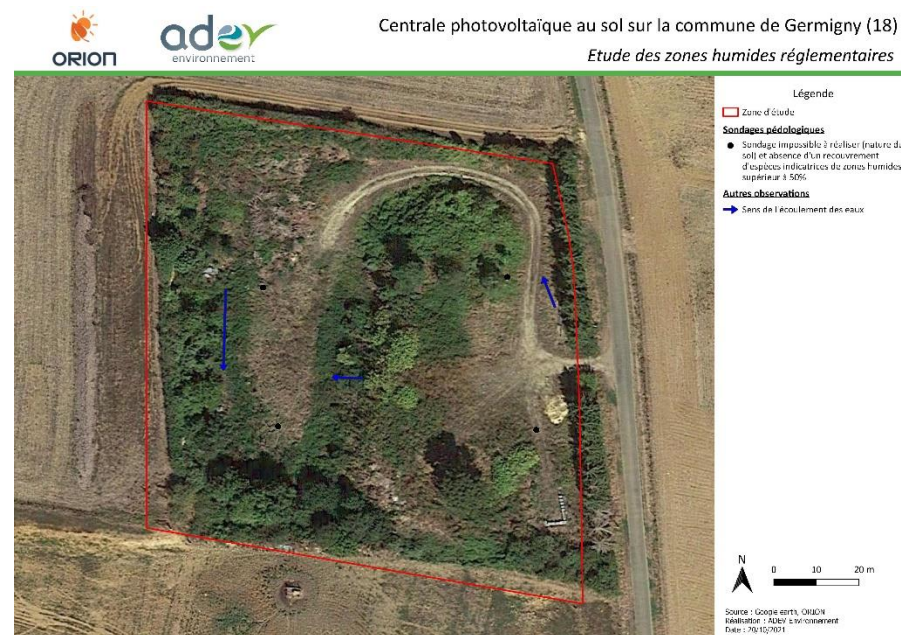 ORION
adev
environnement
Centrale photovoltaïque au sol sur la commune de Germigny (18)
Etude des zones humides réglementaires
Légende
Zone d'étude
Sondages pédologiques
Sondage impossible à réaliser (nature du
sol) et absence d'un recouvrement
d'espèces indicatrices de zones humides
supérieur à 50%
Autres observations
Sens de l'écoulement des eaux
N
0 10 20 m
Source : Google earth, ORION
Réalisation : ADEV Environnement
Date : 20/10/2021